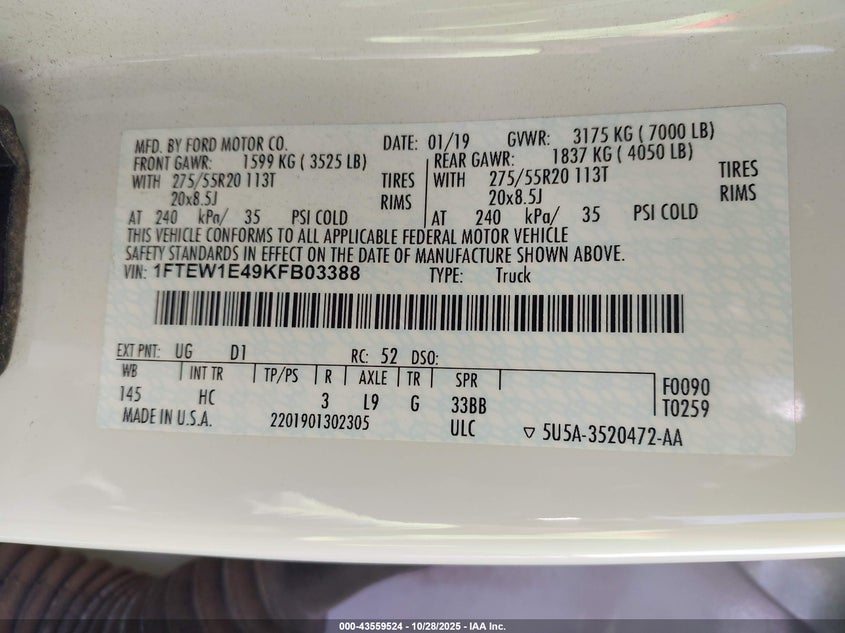 MFD. BY FORD MOTOR CO. DATE: 01/19 GVWR: 3175 KG ( 7000 LB)
FRONT GAWR: 1599 KG ( 3525 LB) REAR GAWR: 1837 KG ( 4050 LB)
WITH 275/55R20 113T TIRES WITH 275/55R20 113T TIRES
20x8.5J RIMS 20x8.5J RIMS
AT 240 kPa/ 35 PSI COLD AT 240 kPa/ 35 PSI COLD
THIS VEHICLE CONFORMS TO ALL APPLICABLE FEDERAL MOTOR VEHICLE
SAFETY STANDARDS IN EFFECT ON THE DATE OF MANUFACTURE SHOWN ABOVE.
VIN: 1FTEW1E49KFB03388 TYPE: Truck
EXT PNT: UG D1 RC: 52 DSO:
WB INT TR TP/PS R AXLE TR SPR F0090
145 HC 3 L9 G 33BB T0259
MADE IN U.S.A. 2201901302305 ULC ▽ 5U5A-3520472-AA
000-43559524 | 10/28/2025 - IAA Inc.